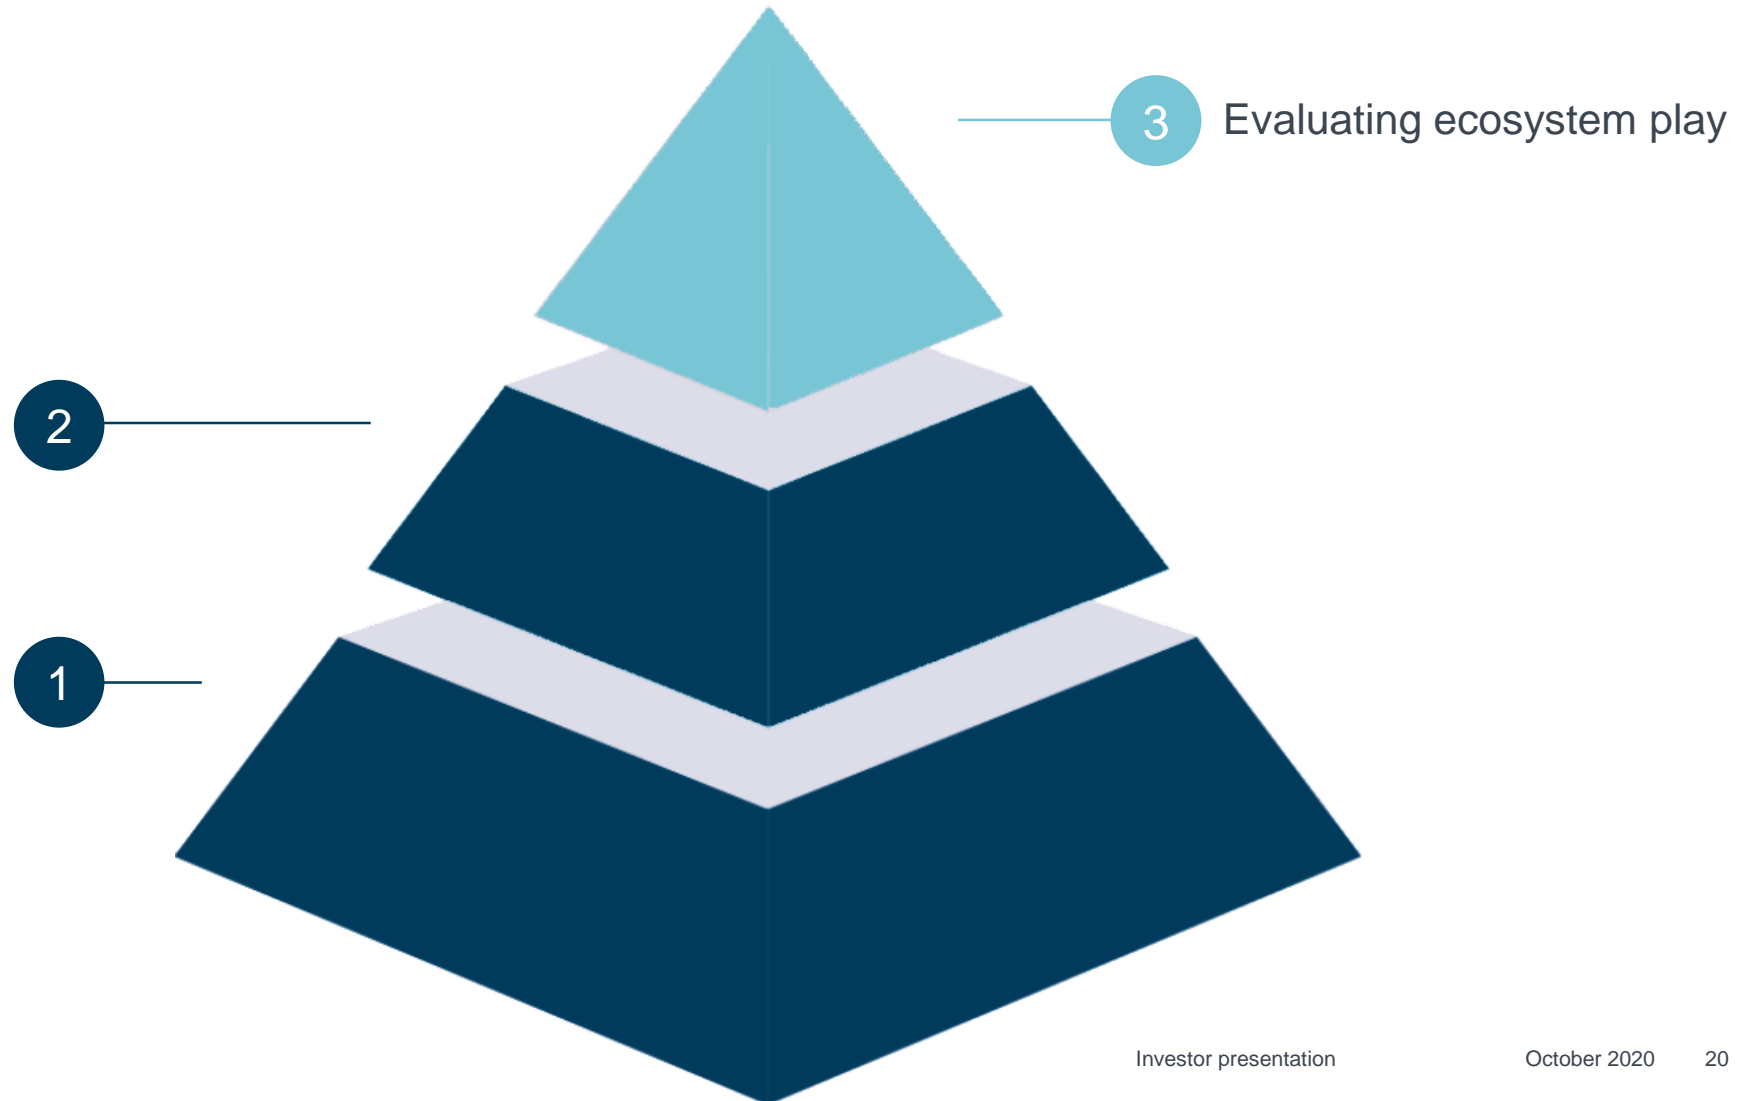 3 Evaluating ecosystem play
2
1
Investor presentation October 2020 20